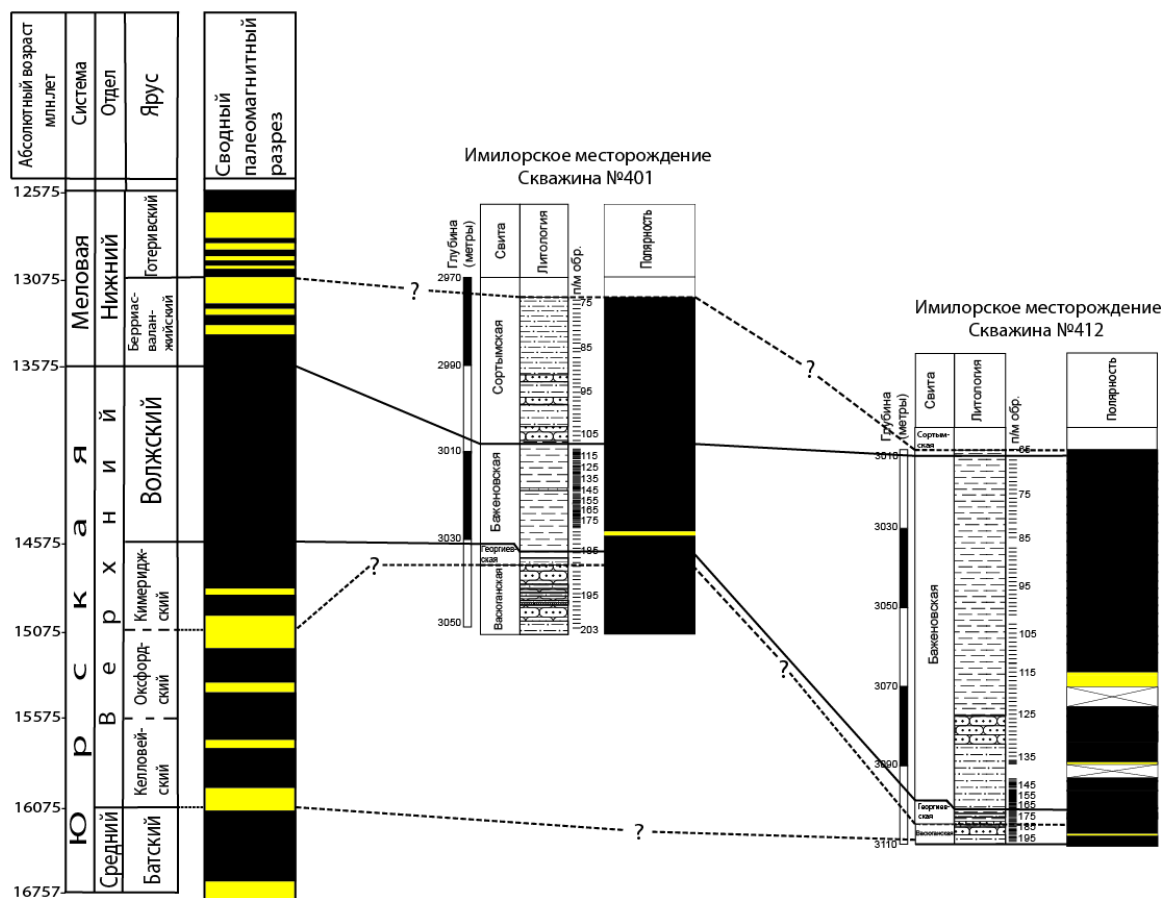 Абсолютный возраст
млн.лет
Система
Отдел
Ярус
Сводный
палеомагнитный
разрез
12575
13075
13575
14575
15075
15575
16075
16757
Меловая
Юрская
Нижний
Верхний
Средний
Готеривский
Берриас-
валан-
жийский
Волжский
Кимеридж-
ский
Оксфорд-
ский
Келловей-
ский
Батский
?
?
?
?
?
Имилорское месторождение
Скважина №401
Глубина
(метры)
Свита
Литология
п/м обр.
Полярность
2970
2990
3010
3030
3050
Сортымская
Баженовская
Георгиев-
ская
Васюганская
75
85
95
105
115
125
135
145
155
165
175
185
195
203
Имилорское месторождение
Скважина №412
Глубина
(метры)
Свита
Литология
п/м обр.
Полярность
3010
3030
3050
3070
3090
3110
Сортым-
ская
Баженовская
Георгиев-
ская
Васюганская
65
75
85
95
105
115
125
135
145
155
165
175
185
195